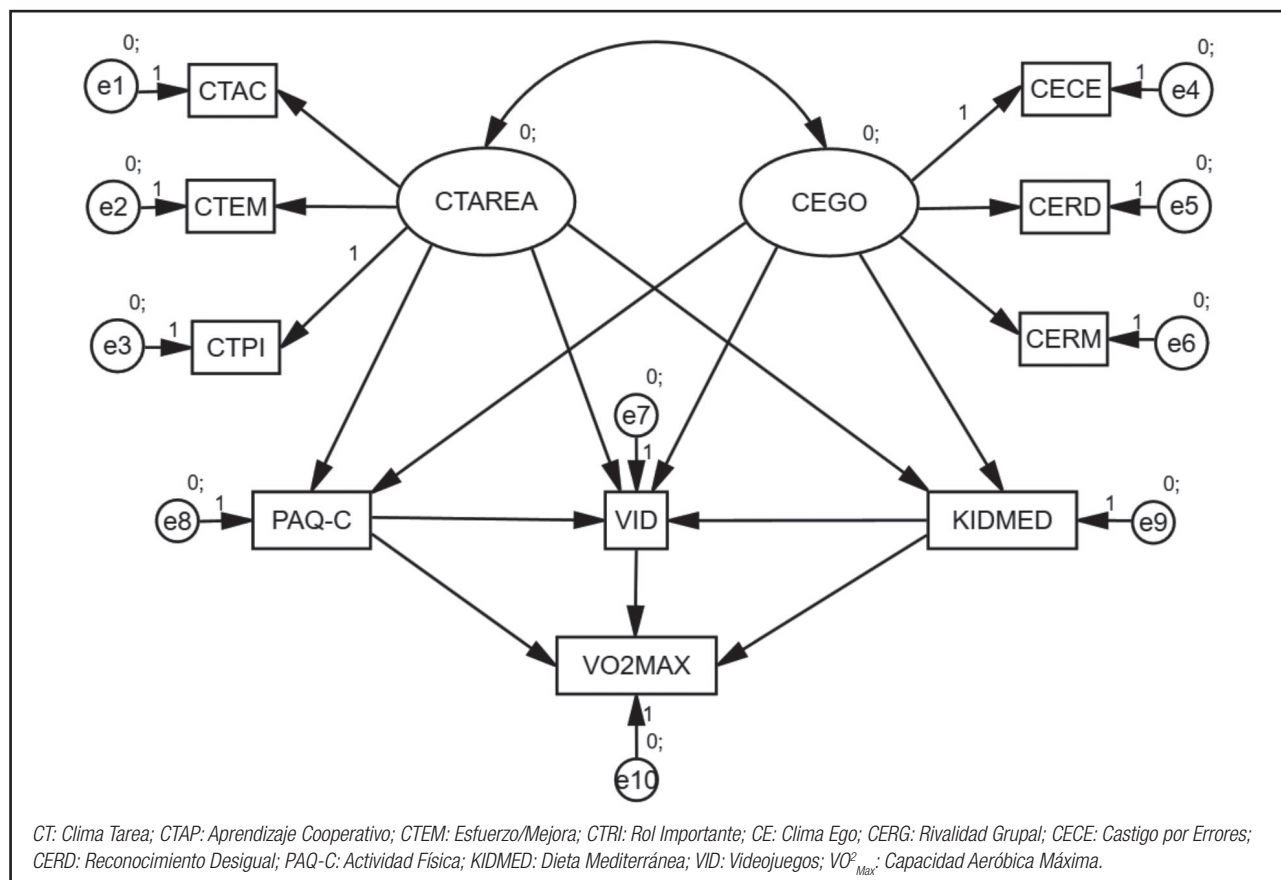 0; 0;
e1 1 CTAC CECE 1 e4
1
0; 0;
CTAREA CEGO
0; 0;
e2 1 CTEM CERD 1 e5
1
0; 0;
e3 1 CTPI CERM 1 e6
0;
e7
1
0; 0;
e8 1 PAQ-C VID KIDMED 1 e9
VO2MAX
1
0;
e10
CT: Clima Tarea; CTAP: Aprendizaje Cooperativo; CTEM: Esfuerzo/Mejora; CTRI: Rol Importante; CE: Clima Ego; CERG: Rivalidad Grupal; CECE: Castigo por Errores;
CERD: Reconocimiento Desigual; PAQ-C: Actividad Física; KIDMED: Dieta Mediterránea; VID: Videojuegos; VO²Max: Capacidad Aeróbica Máxima.